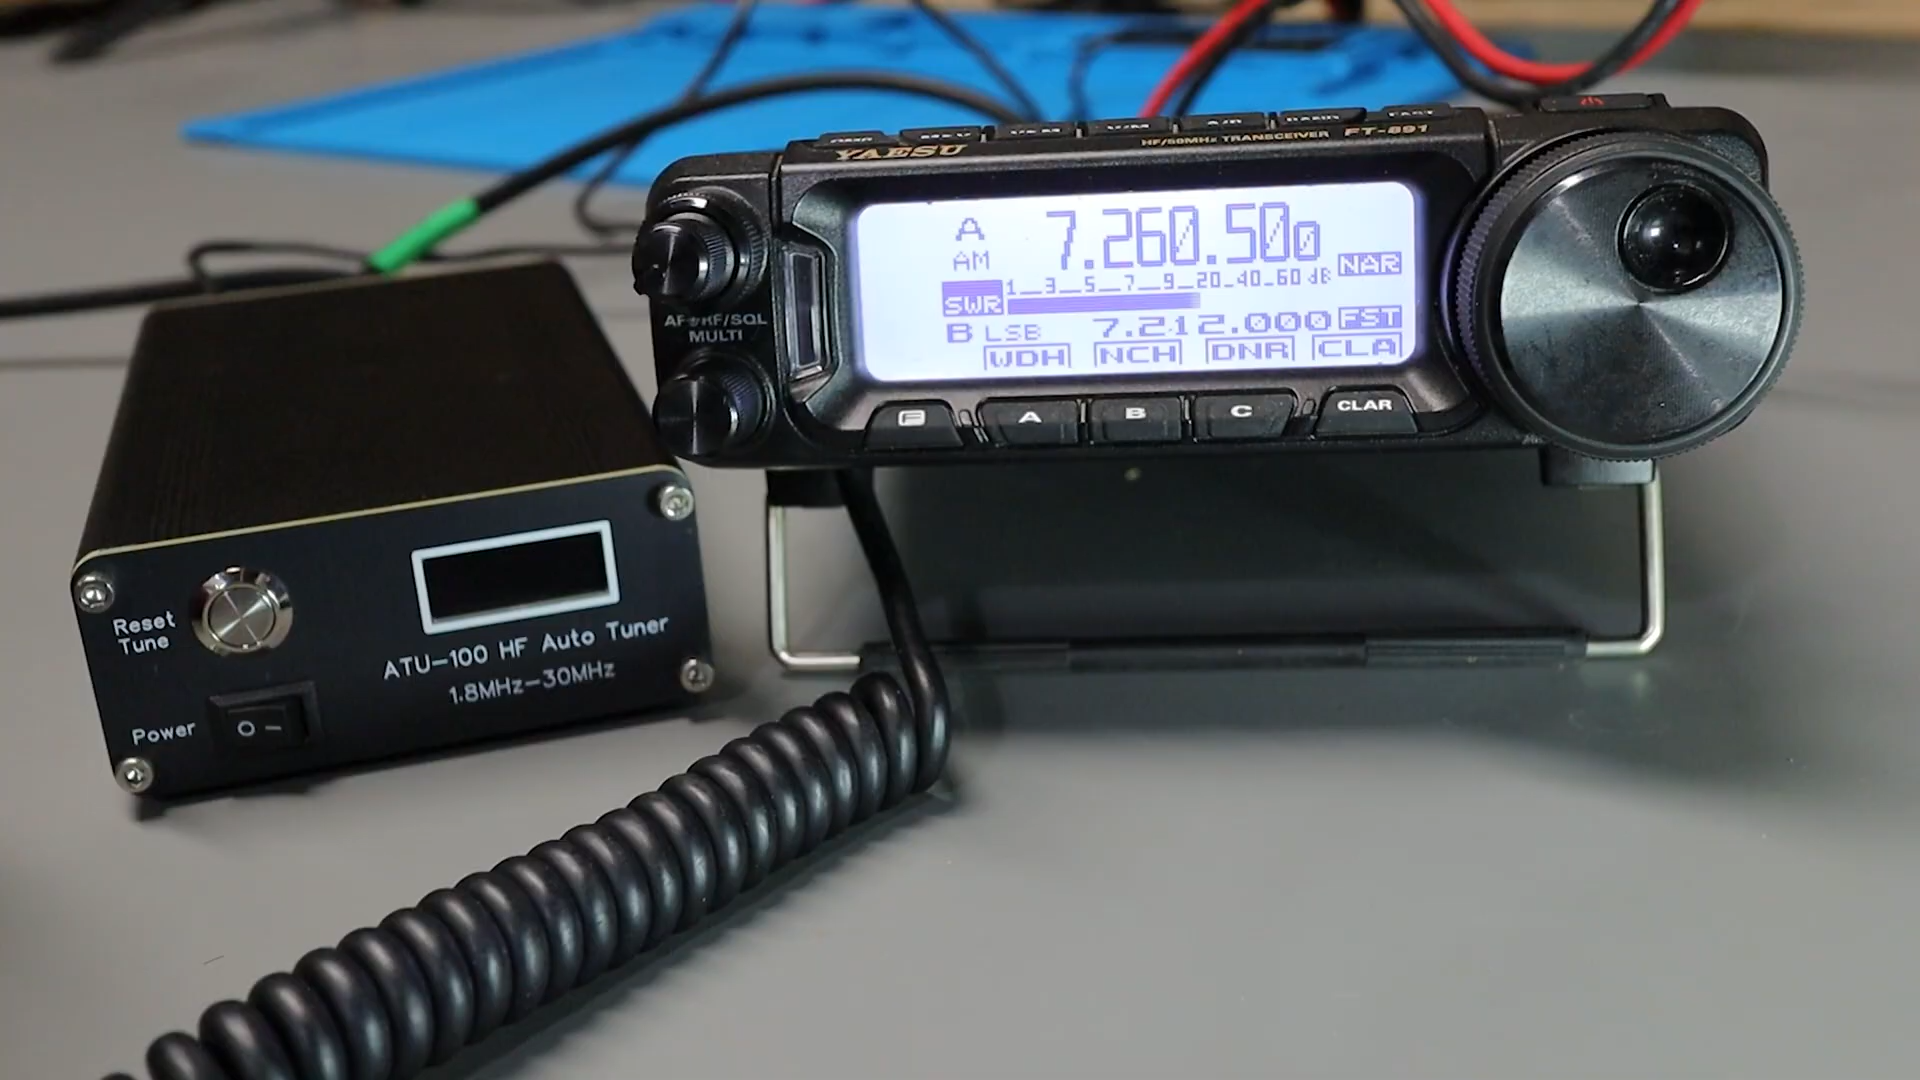 YAESU
HF/50MHz TRANSCEIVER FT-891
A 7.260.500
AM
NAR
1 3 5 7 9 20 40 60 dB
SWR
B LSB 7.212.000 FST
WDH NCH DNR CLA
AF⊕RF/SQL
MULTI
F A B C CLAR
Reset
Tune
ATU-100 HF Auto Tuner
1.8MHz-30MHz
Power
O –